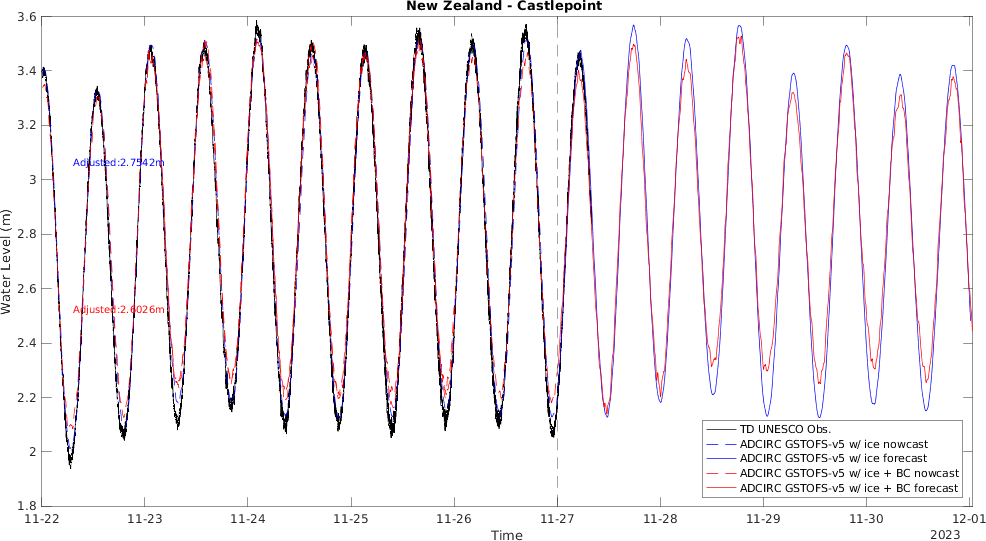 New Zealand - Castlepoint
Water Level (m)
3.6
3.4
3.2
3
2.8
2.6
2.4
2.2
2
1.8
Adjusted:2.7542m
Adjusted:2.6026m
TD UNESCO Obs.
ADCIRC GSTOFS-v5 w/ ice nowcast
ADCIRC GSTOFS-v5 w/ ice forecast
ADCIRC GSTOFS-v5 w/ ice + BC nowcast
ADCIRC GSTOFS-v5 w/ ice + BC forecast
11-22 11-23 11-24 11-25 11-26 11-27 11-28 11-29 11-30 12-01
Time
2023